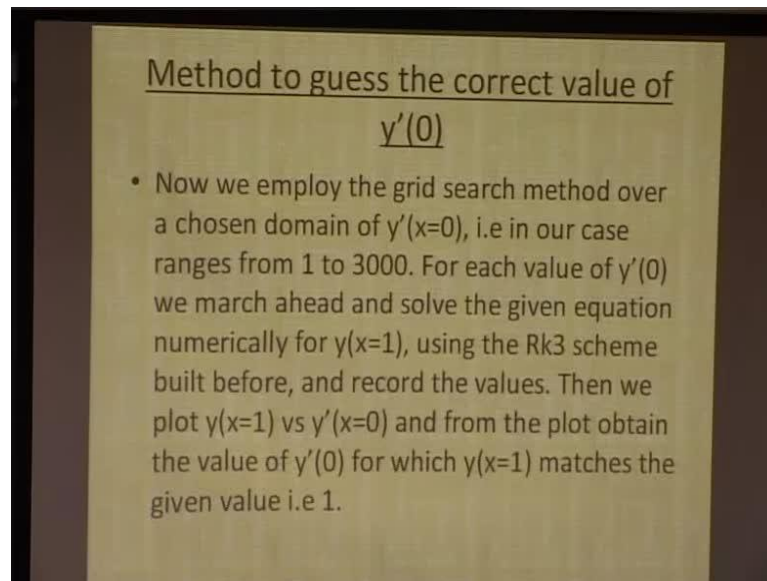 Method to guess the correct value of
y'(0)
• Now we employ the grid search method over
a chosen domain of y'(x=0), i.e in our case
ranges from 1 to 3000. For each value of y'(0)
we march ahead and solve the given equation
numerically for y(x=1), using the Rk3 scheme
built before, and record the values. Then we
plot y(x=1) vs y'(x=0) and from the plot obtain
the value of y'(0) for which y(x=1) matches the
given value i.e 1.